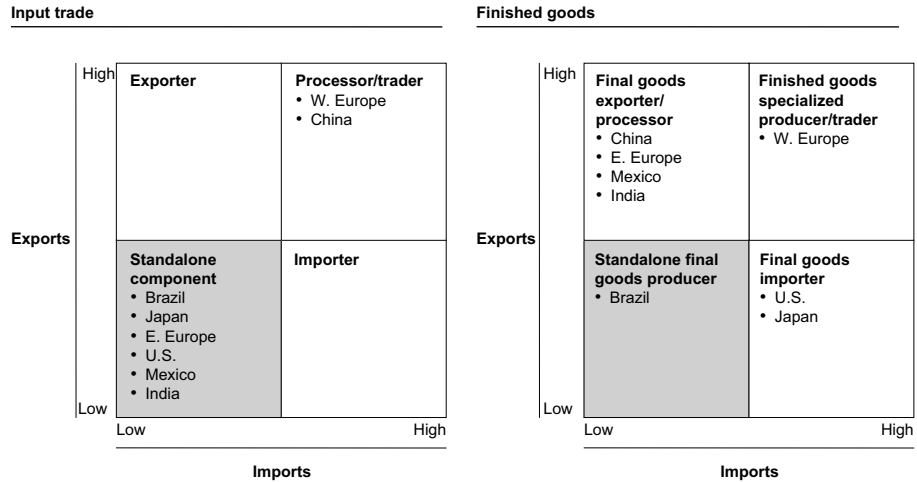 Input trade
High
Exporter
Processor/trader
• W. Europe
• China
Exports
Standalone
component
• Brazil
• Japan
• E. Europe
• U.S.
• Mexico
• India
Importer
Low
Low
High
Imports
Finished goods
High
Final goods
exporter/
processor
• China
• E. Europe
• Mexico
• India
Finished goods
specialized
producer/trader
• W. Europe
Exports
Standalone final
goods producer
• Brazil
Final goods
importer
• U.S.
• Japan
Low
Low
High
Imports